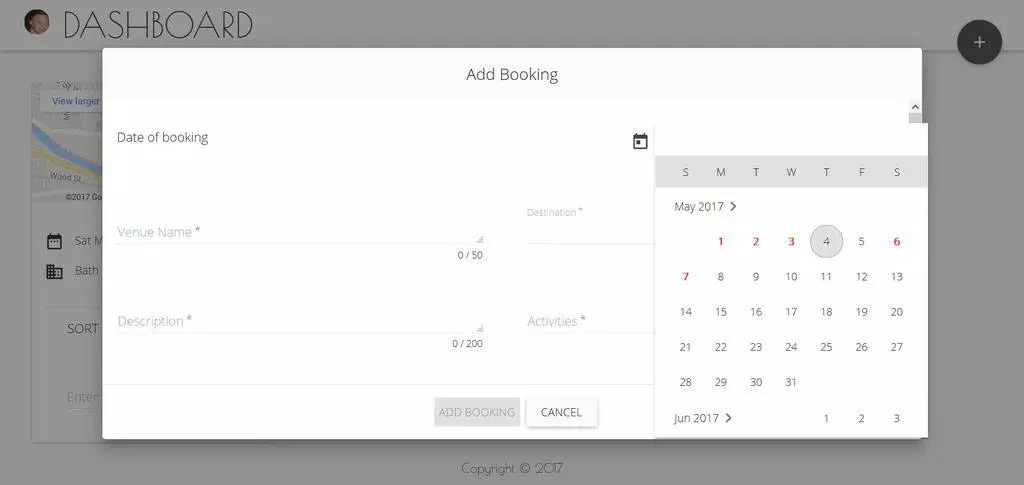 DASHBOARD
+
Add Booking
View larger
Wood St
©2017 Go
Date of booking
S M T W T F S
May 2017
1 2 3 4 5 6
7 8 9 10 11 12 13
14 15 16 17 18 19 20
21 22 23 24 25 26 27
28 29 30 31
Jun 2017 1 2 3
Venue Name *
0 / 50
Destination *
Description *
0 / 200
Activities *
Sat M
Bath
SORT
Enter
ADD BOOKING
CANCEL
Copyright © 2017